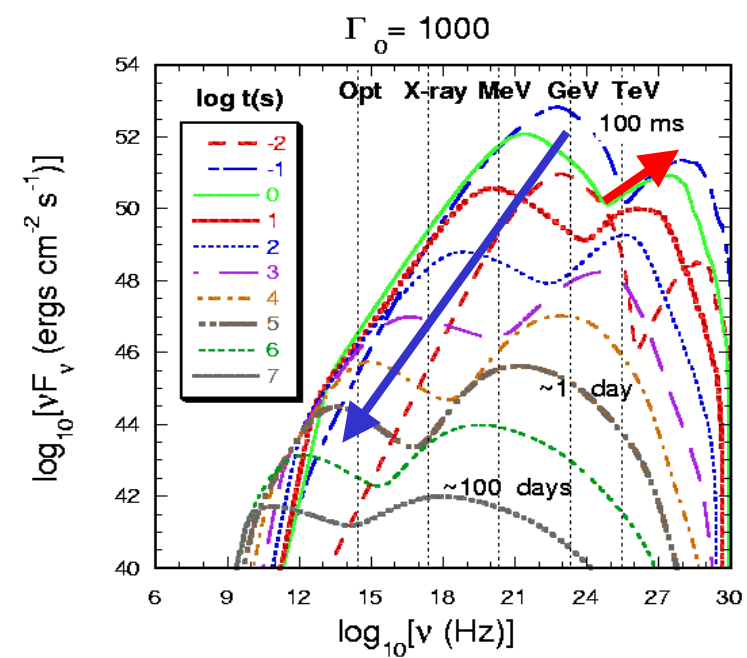 Γ₀= 1000
log t(s)
Opt X-ray MeV GeV TeV
100 ms
-2
-1
0
1
2
3
4
5
6
7
~1 day
~100 days
54
52
50
48
46
44
42
40
6 9 12 15 18 21 24 27 30
log₁₀[νFᵥ (ergs cm⁻² s⁻¹)]
log₁₀[ν (Hz)]